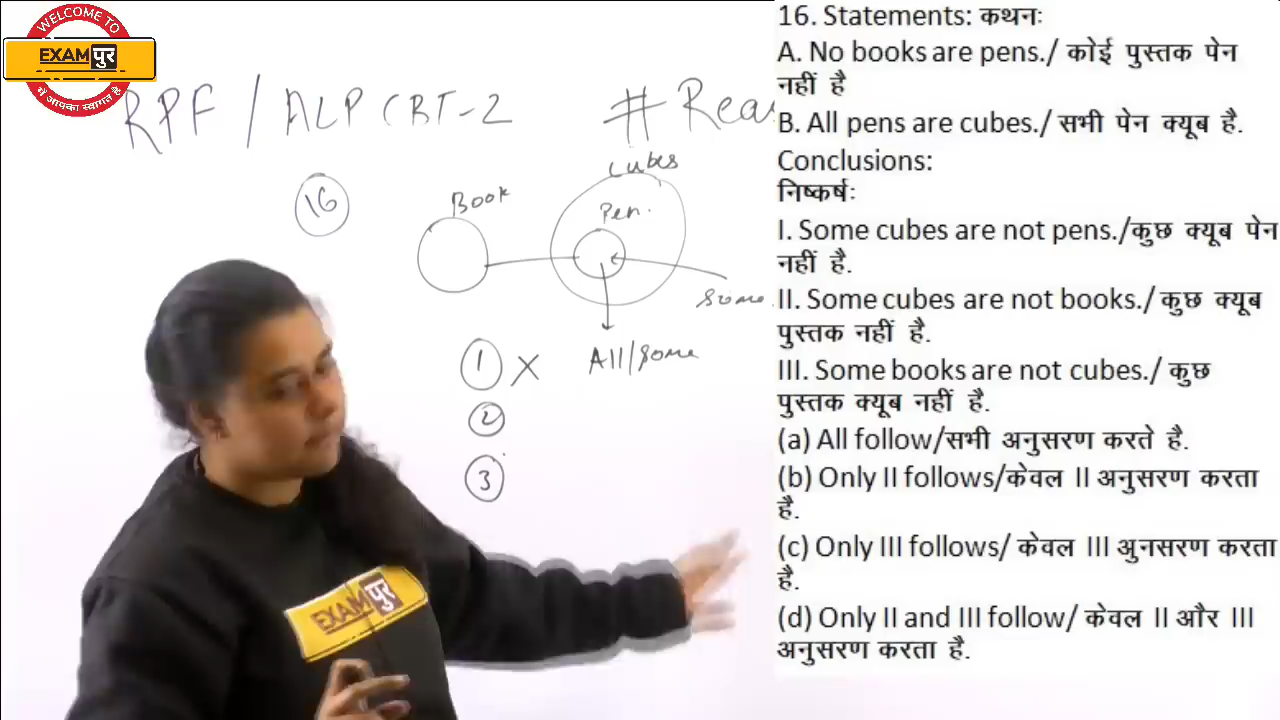 WELCOME TO
EXAMपुर
में आपका स्वागत है
RPF / ALP CBT-2 # Reas
16
Book
Cubes
Pen.
Some
1 X
All/Some
2
3
EXAMपुर
16. Statements: कथनः
A. No books are pens./ कोई पुस्तक पेन
नहीं है
B. All pens are cubes./ सभी पेन क्यूब है.
Conclusions:
निष्कर्षः
I. Some cubes are not pens./कुछ क्यूब पेन
नहीं है.
II. Some cubes are not books./ कुछ क्यूब
पुस्तक नहीं है.
III. Some books are not cubes./ कुछ
पुस्तक क्यूब नहीं है.
(a) All follow/सभी अनुसरण करते है.
(b) Only II follows/केवल II अनुसरण करता
है.
(c) Only III follows/ केवल III अुनसरण करता
है.
(d) Only II and III follow/ केवल II और III
अनुसरण करता है.